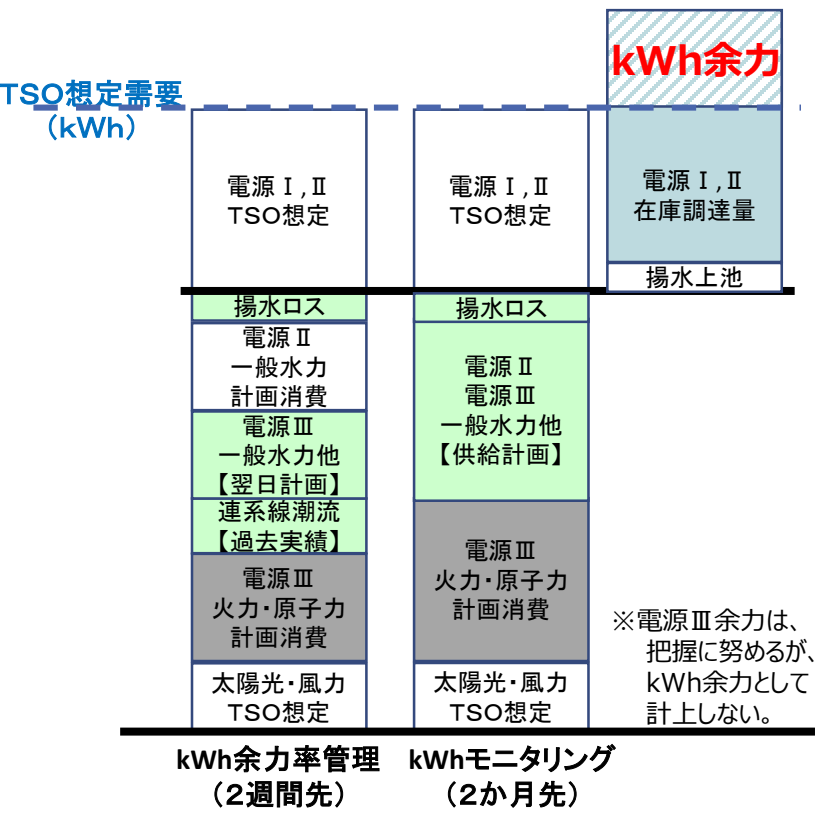 kWh余力
TSO想定需要
（kWh）
電源Ⅰ,Ⅱ
TSO想定
電源Ⅰ,Ⅱ
TSO想定
電源Ⅰ,Ⅱ
在庫調達量
揚水上池
揚水ロス
電源Ⅱ
一般水力
計画消費
電源Ⅲ
一般水力他
【翌日計画】
連系線潮流
【過去実績】
電源Ⅲ
火力・原子力
計画消費
太陽光・風力
TSO想定
揚水ロス
電源Ⅱ
電源Ⅲ
一般水力他
【供給計画】
電源Ⅲ
火力・原子力
計画消費
太陽光・風力
TSO想定
※電源Ⅲ余力は、
把握に努めるが、
kWh余力として
計上しない。
kWh余力率管理
（２週間先）
kWhモニタリング
（２か月先）